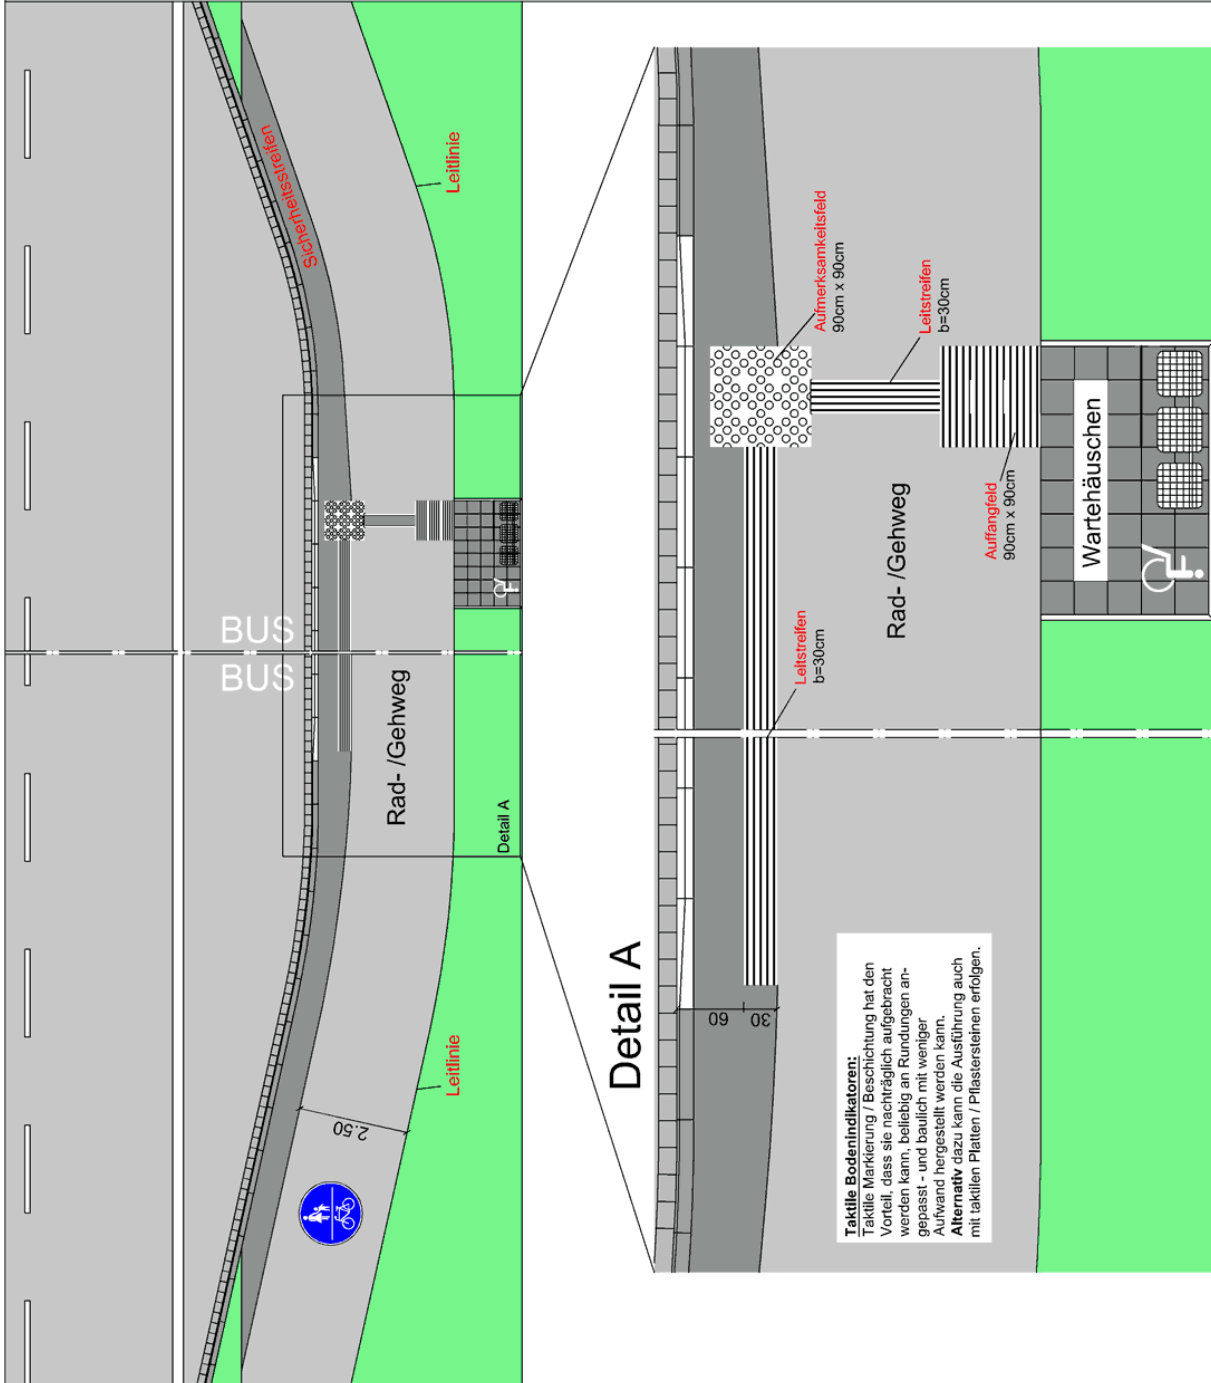 Sicherheitsstreifen
Leitlinie
BUS
BUS
Rad- /Gehweg
Detail A
Leitlinie
2.50
Detail A
Aufmerksamkeitsfeld
90cm x 90cm
Leitstreifen
b=30cm
Auffangfeld
90cm x 90cm
Wartehäuschen
Rad- /Gehweg
Leitstreifen
b=30cm
60
30
Taktile Bodenindikatoren:
Taktile Markierung / Beschichtung hat den
Vorteil, dass sie nachträglich aufgebracht
werden kann, beliebig an Rundungen an-
gepasst - und baulich mit weniger
Aufwand hergestellt werden kann.
Alternativ dazu kann die Ausführung auch
mit taktilen Platten / Pflastersteinen erfolgen.